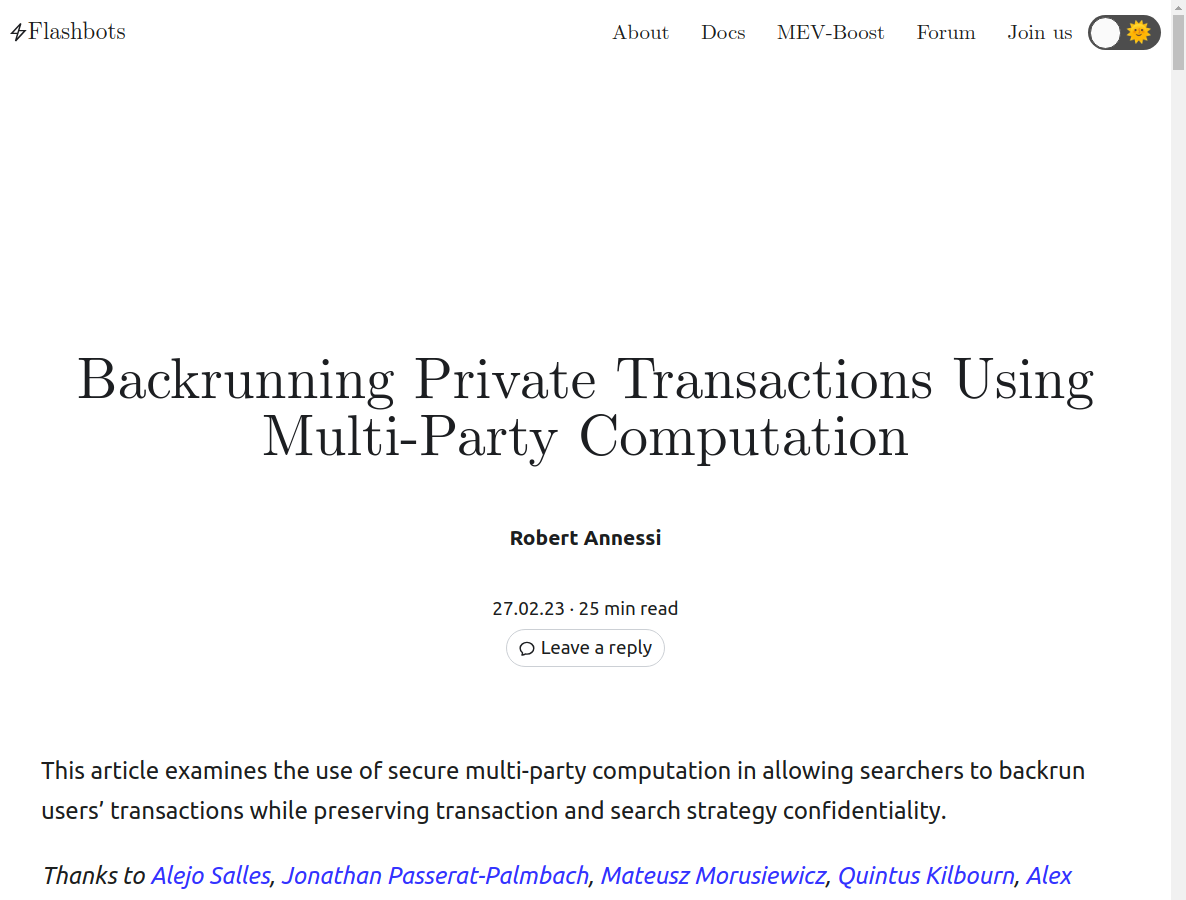 Flashbots
About Docs MEV-Boost Forum Join us
Backrunning Private Transactions Using
Multi-Party Computation
Robert Annessi
27.02.23 · 25 min read
Leave a reply
This article examines the use of secure multi-party computation in allowing searchers to backrun
users’ transactions while preserving transaction and search strategy confidentiality.
Thanks to Alejo Salles, Jonathan Passerat-Palmbach, Mateusz Morusiewicz, Quintus Kilbourn, Alex